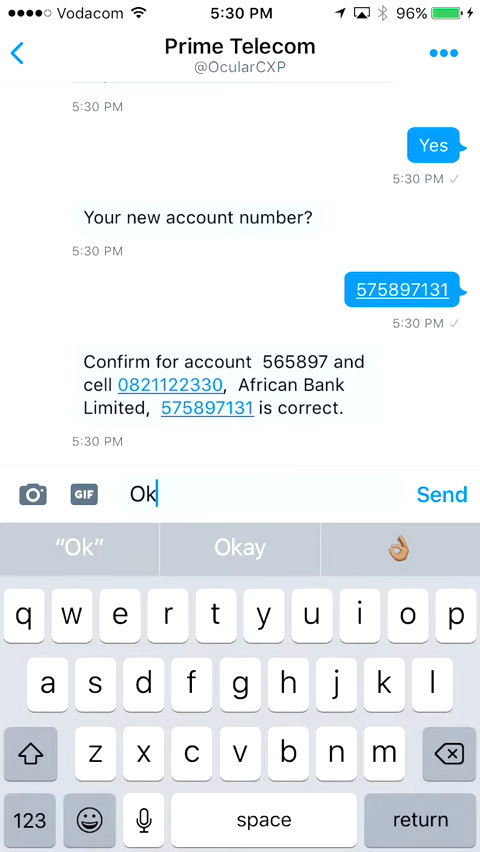 Vodacom 5:30 PM 96%
Prime Telecom
@OcularCXP
5:30 PM
Yes
5:30 PM
Your new account number?
5:30 PM
575897131
5:30 PM
Confirm for account 565897 and
cell 0821122330, African Bank
Limited, 575897131 is correct.
5:30 PM
GIF Ok Send
“Ok” Okay
q w e r t y u i o p
a s d f g h j k l
z x c v b n m
123 space return